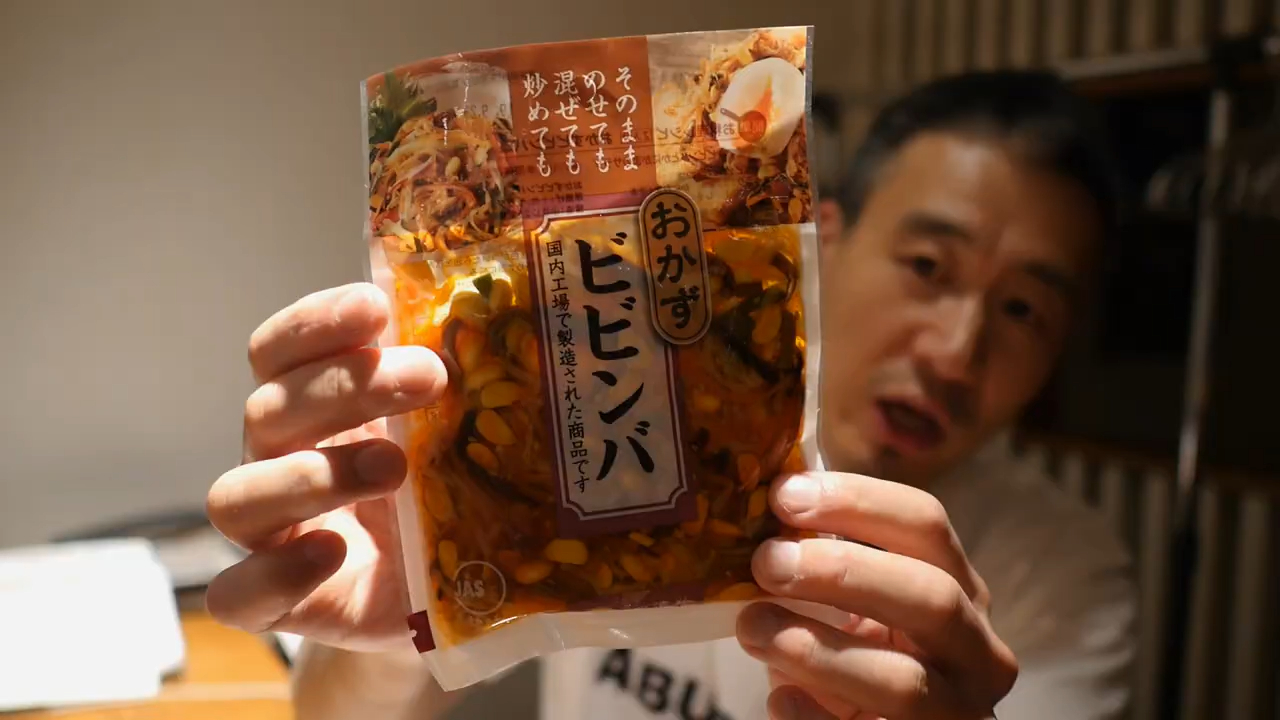 そのまま
のせても
混ぜても
炒めても
おかず
ビビンバ
国内工場で製造された商品です
JAS
ABU